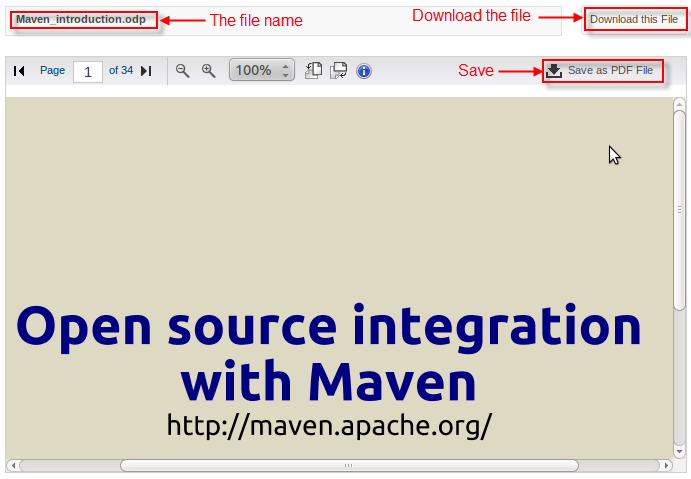 Maven_introduction.odp The file name Download the file Download this File
Page 1 of 34 100% Save Save as PDF File
Open source integration
with Maven
http://maven.apache.org/